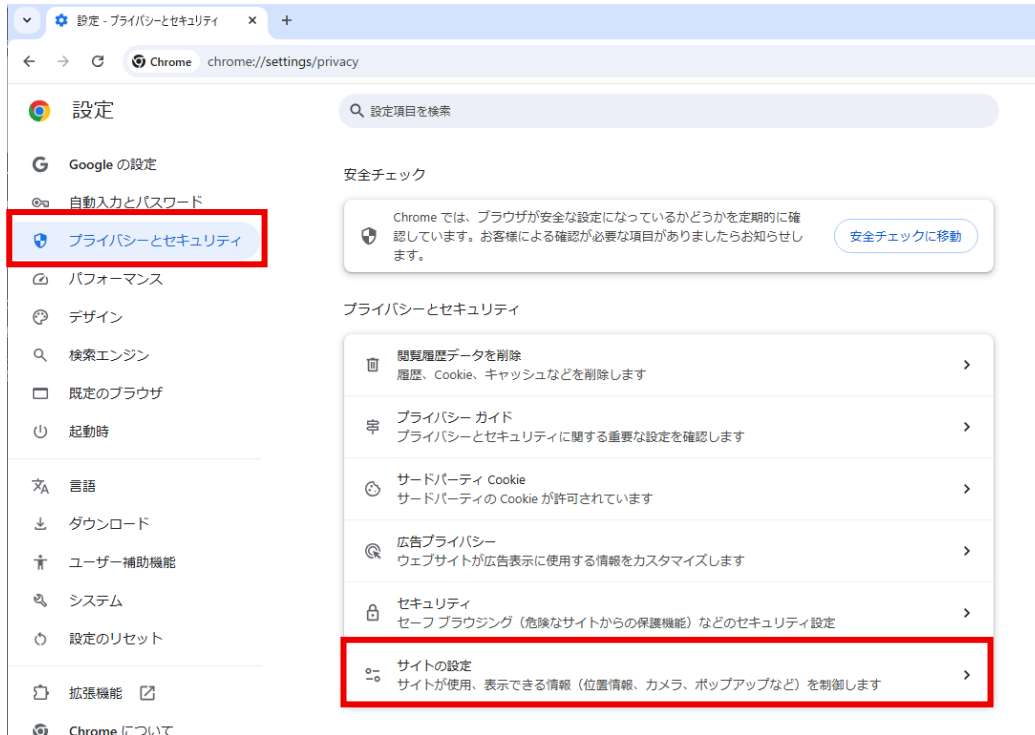 設定 - プライバシーとセキュリティ
Chrome chrome://settings/privacy
設定
設定項目を検索
Google の設定
自動入力とパスワード
プライバシーとセキュリティ
パフォーマンス
デザイン
検索エンジン
既定のブラウザ
起動時
言語
ダウンロード
ユーザー補助機能
システム
設定のリセット
拡張機能
Chrome について
安全チェック
Chrome では、ブラウザが安全な設定になっているかどうかを定期的に確
認しています。お客様による確認が必要な項目がありましたらお知らせし
ます。
安全チェックに移動
プライバシーとセキュリティ
閲覧履歴データを削除
履歴、Cookie、キャッシュなどを削除します
プライバシー ガイド
プライバシーとセキュリティに関する重要な設定を確認します
サードパーティ Cookie
サードパーティの Cookie が許可されています
広告プライバシー
ウェブサイトが広告表示に使用する情報をカスタマイズします
セキュリティ
セーフ ブラウジング（危険なサイトからの保護機能）などのセキュリティ設定
サイトの設定
サイトが使用、表示できる情報（位置情報、カメラ、ポップアップなど）を制御します